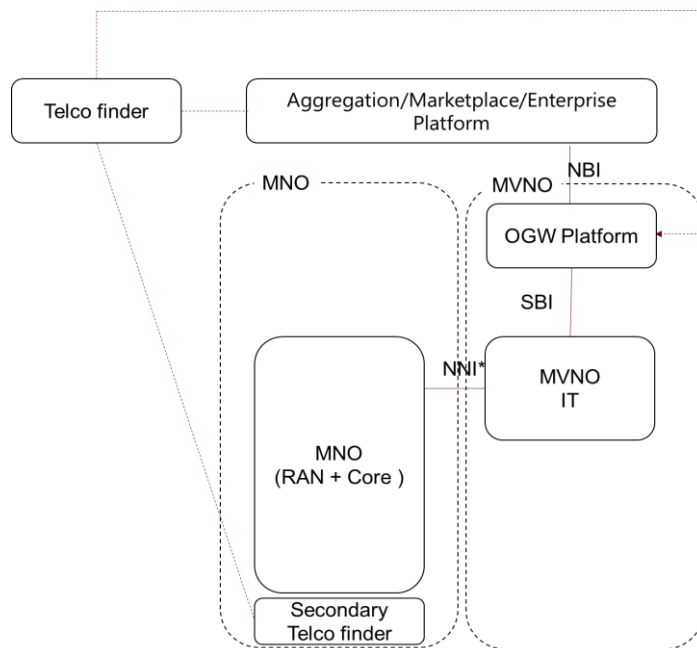 Telco finder
Aggregation/Marketplace/Enterprise
Platform
MNO
MVNO
NBI
OGW Platform
SBI
NNI*
MVNO
IT
MNO
(RAN + Core )
Secondary
Telco finder